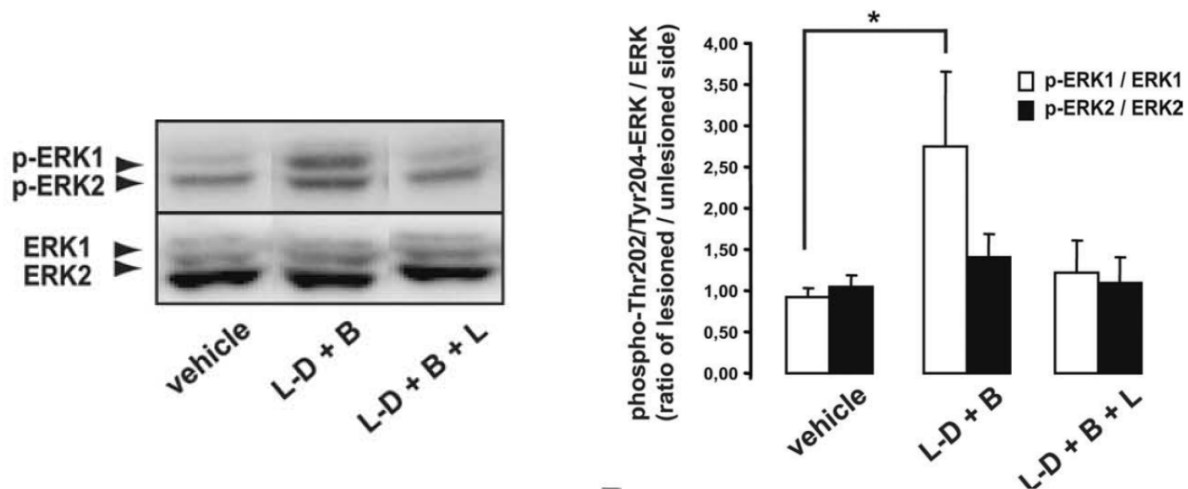 p-ERK1
p-ERK2
ERK1
ERK2
vehicle
L-D + B
L-D + B + L
phospho-Thr202/Tyr204-ERK / ERK
(ratio of lesioned / unlesioned side)
*
4,00
3,50
3,00
2,50
2,00
1,50
1,00
0,50
0,00
p-ERK1 / ERK1
p-ERK2 / ERK2
vehicle
L-D + B
L-D + B + L